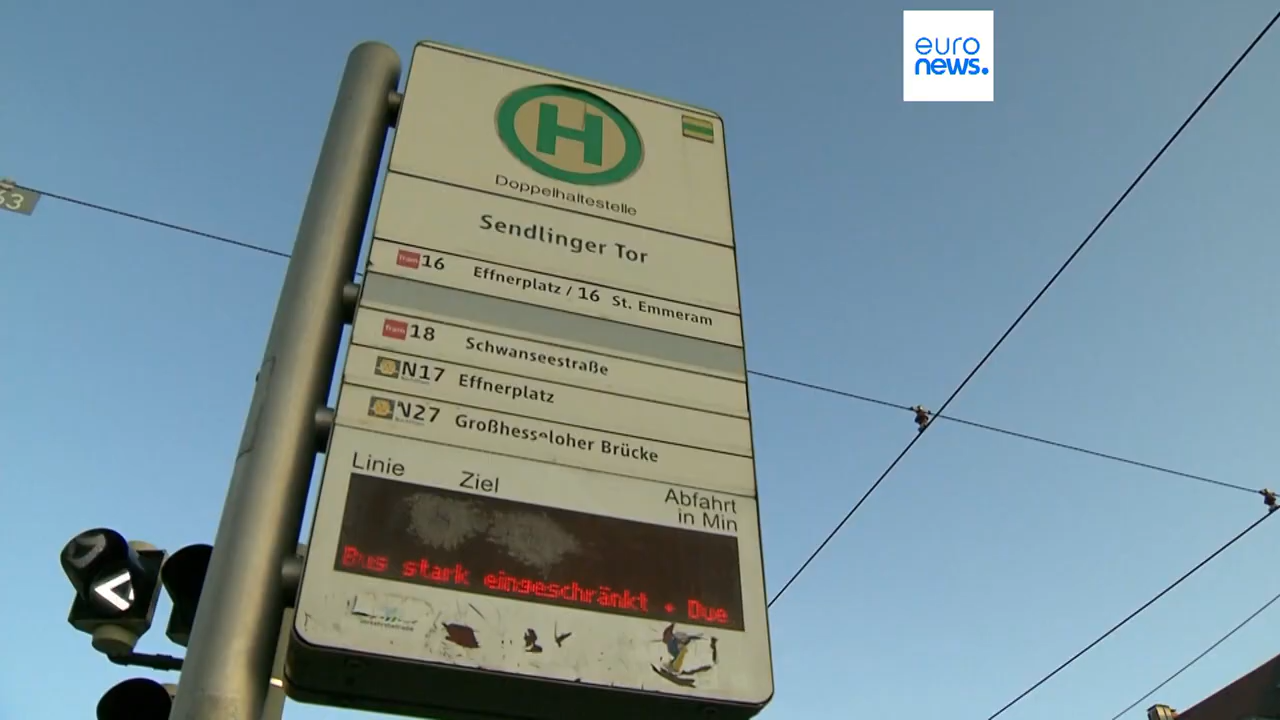 euro
news.
63
H
Doppelhaltestelle
Sendlinger Tor
Tram 16 Effnerplatz / 16 St. Emmeram
Tram 18 Schwanseestraße
N17 Effnerplatz
N27 Großhesseloher Brücke
Linie Ziel Abfahrt
in Min
Bus stark eingeschränkt + Due